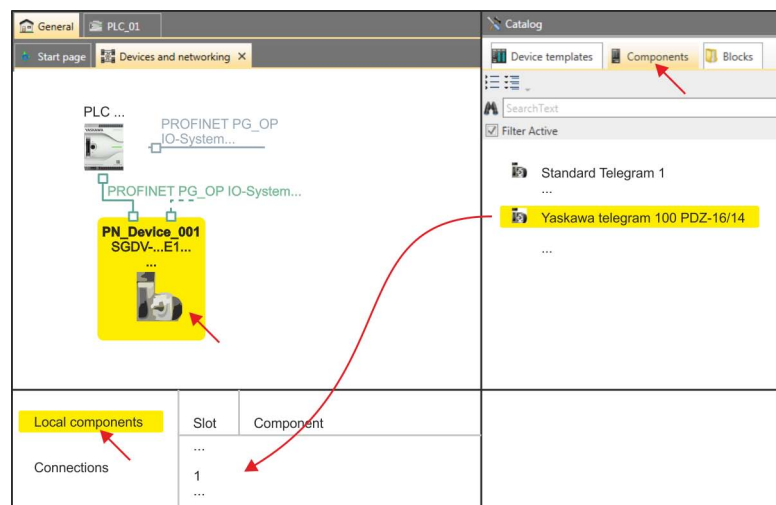 General
PLC_01
Start page
Devices and networking
PLC ...
PROFINET PG_OP
IO-System...
PROFINET PG_OP IO-System...
PN_Device_001
SGDV-...E1...
...
Local components
Connections
Slot
Component
...
1
...
Catalog
Device templates
Components
Blocks
SearchText
Filter Active
Standard Telegram 1
...
Yaskawa telegram 100 PDZ-16/14
...